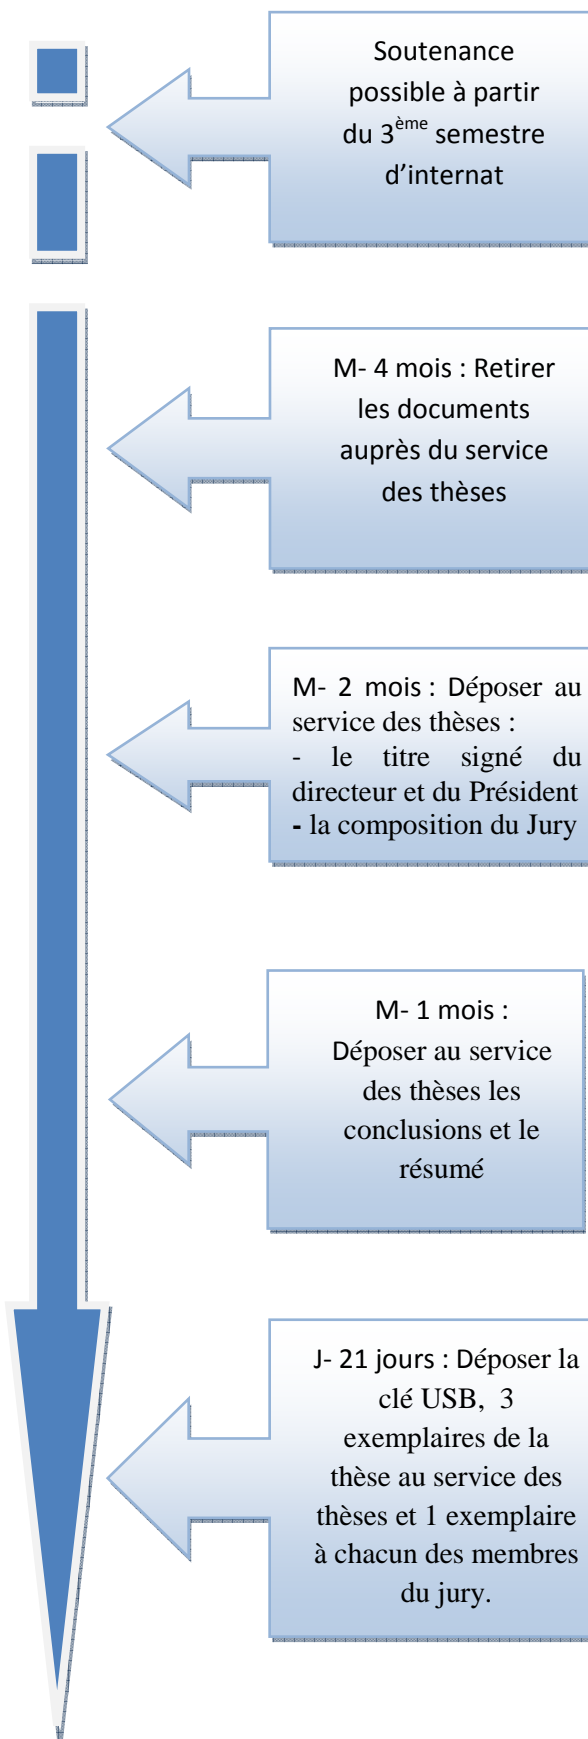 Soutenance
possible à partir
du 3ème semestre
d’internat
M- 4 mois : Retirer
les documents
auprès du service
des thèses
M- 2 mois : Déposer au
service des thèses :
- le titre signé du
directeur et du Président
- la composition du Jury
M- 1 mois :
Déposer au service
des thèses les
conclusions et le
résumé
J- 21 jours : Déposer la
clé USB, 3
exemplaires de la
thèse au service des
thèses et 1 exemplaire
à chacun des membres
du jury.